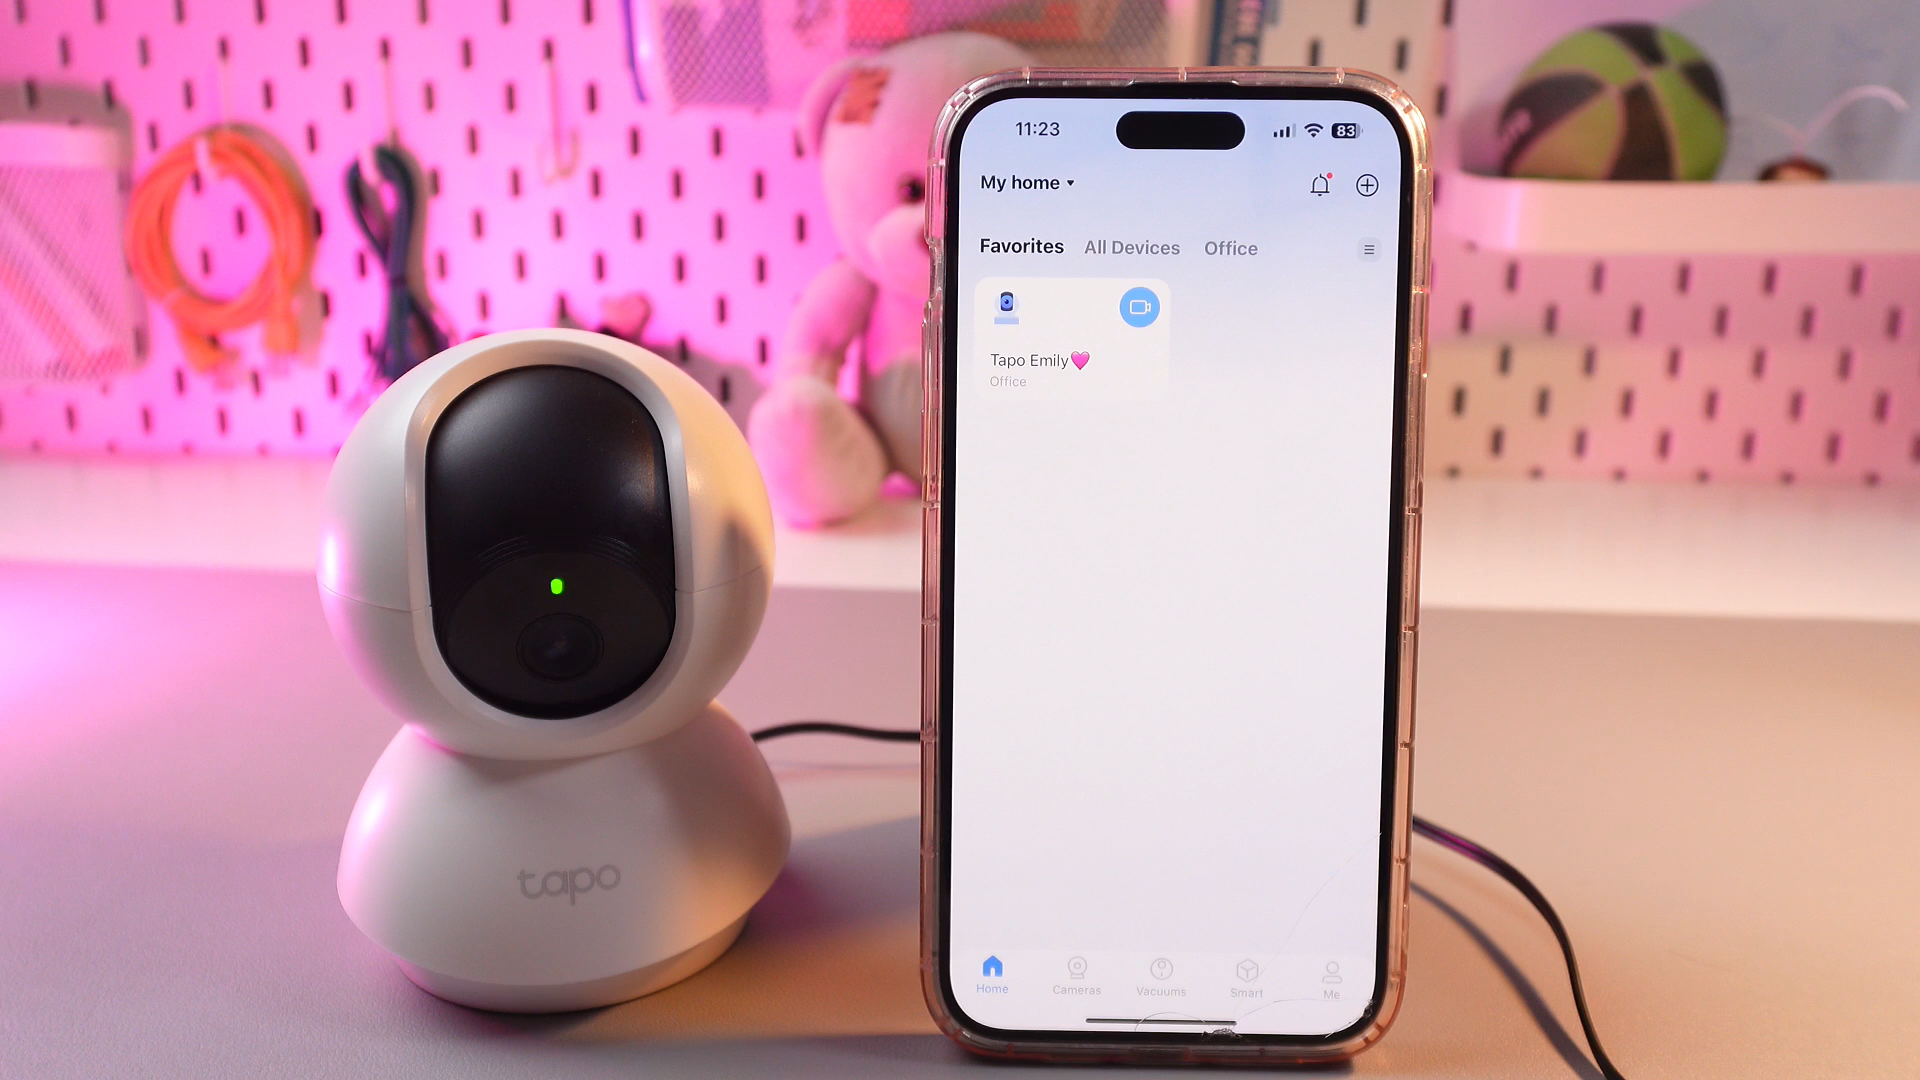 11:23
83
My home
Favorites All Devices Office
Tapo Emily🩷
Office
Home Cameras Vacuums Smart Me
tapo